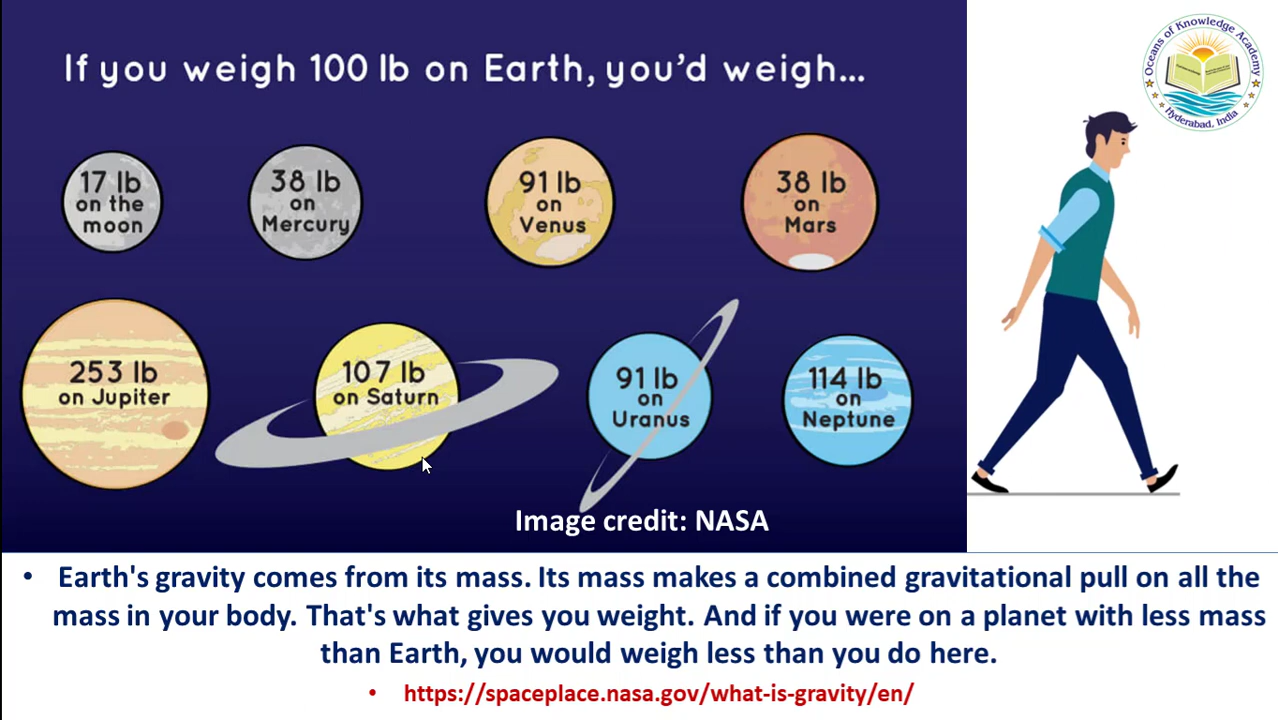 If you weigh 100 lb on Earth, you'd weigh...
Oceans of Knowledge Academy
Hyderabad, India
17 lb
on the
moon
38 lb
on
Mercury
91 lb
on
Venus
38 lb
on
Mars
253 lb
on Jupiter
107 lb
on Saturn
91 lb
on
Uranus
114 lb
on
Neptune
Image credit: NASA
• Earth's gravity comes from its mass. Its mass makes a combined gravitational pull on all the
mass in your body. That's what gives you weight. And if you were on a planet with less mass
than Earth, you would weigh less than you do here.
• https://spaceplace.nasa.gov/what-is-gravity/en/